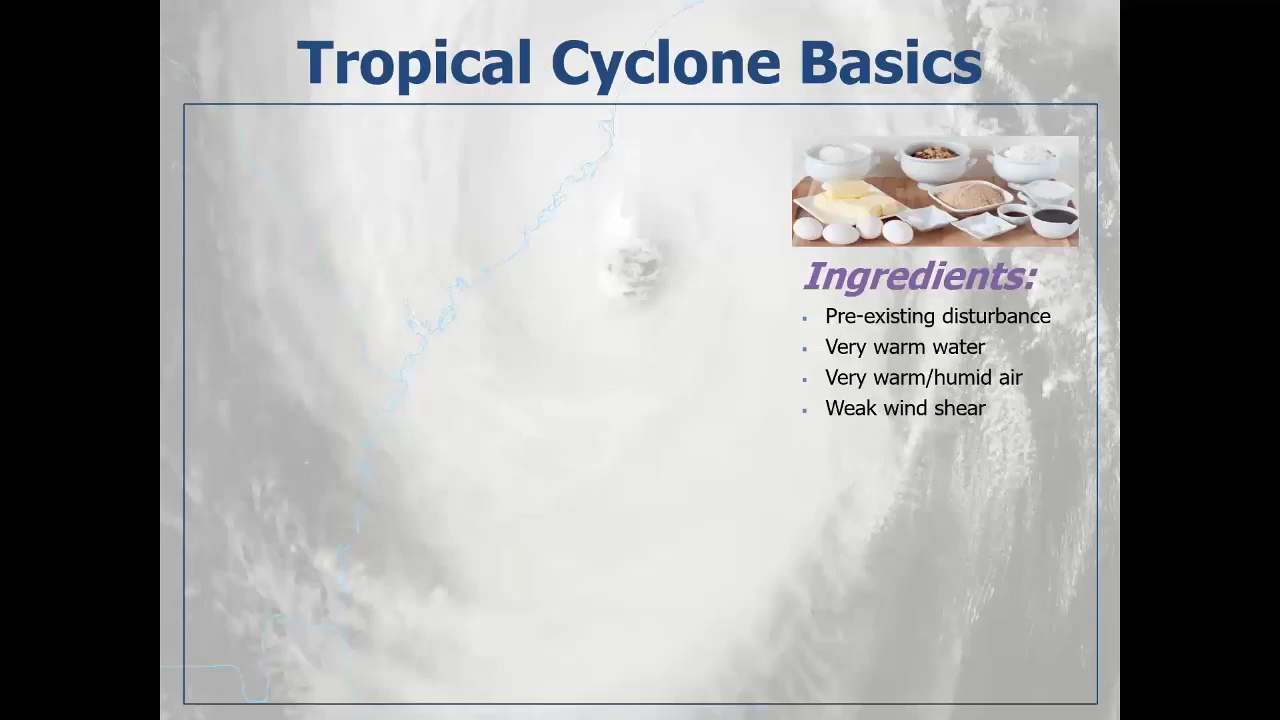 Tropical Cyclone Basics
Ingredients:
▪ Pre-existing disturbance
▪ Very warm water
▪ Very warm/humid air
▪ Weak wind shear